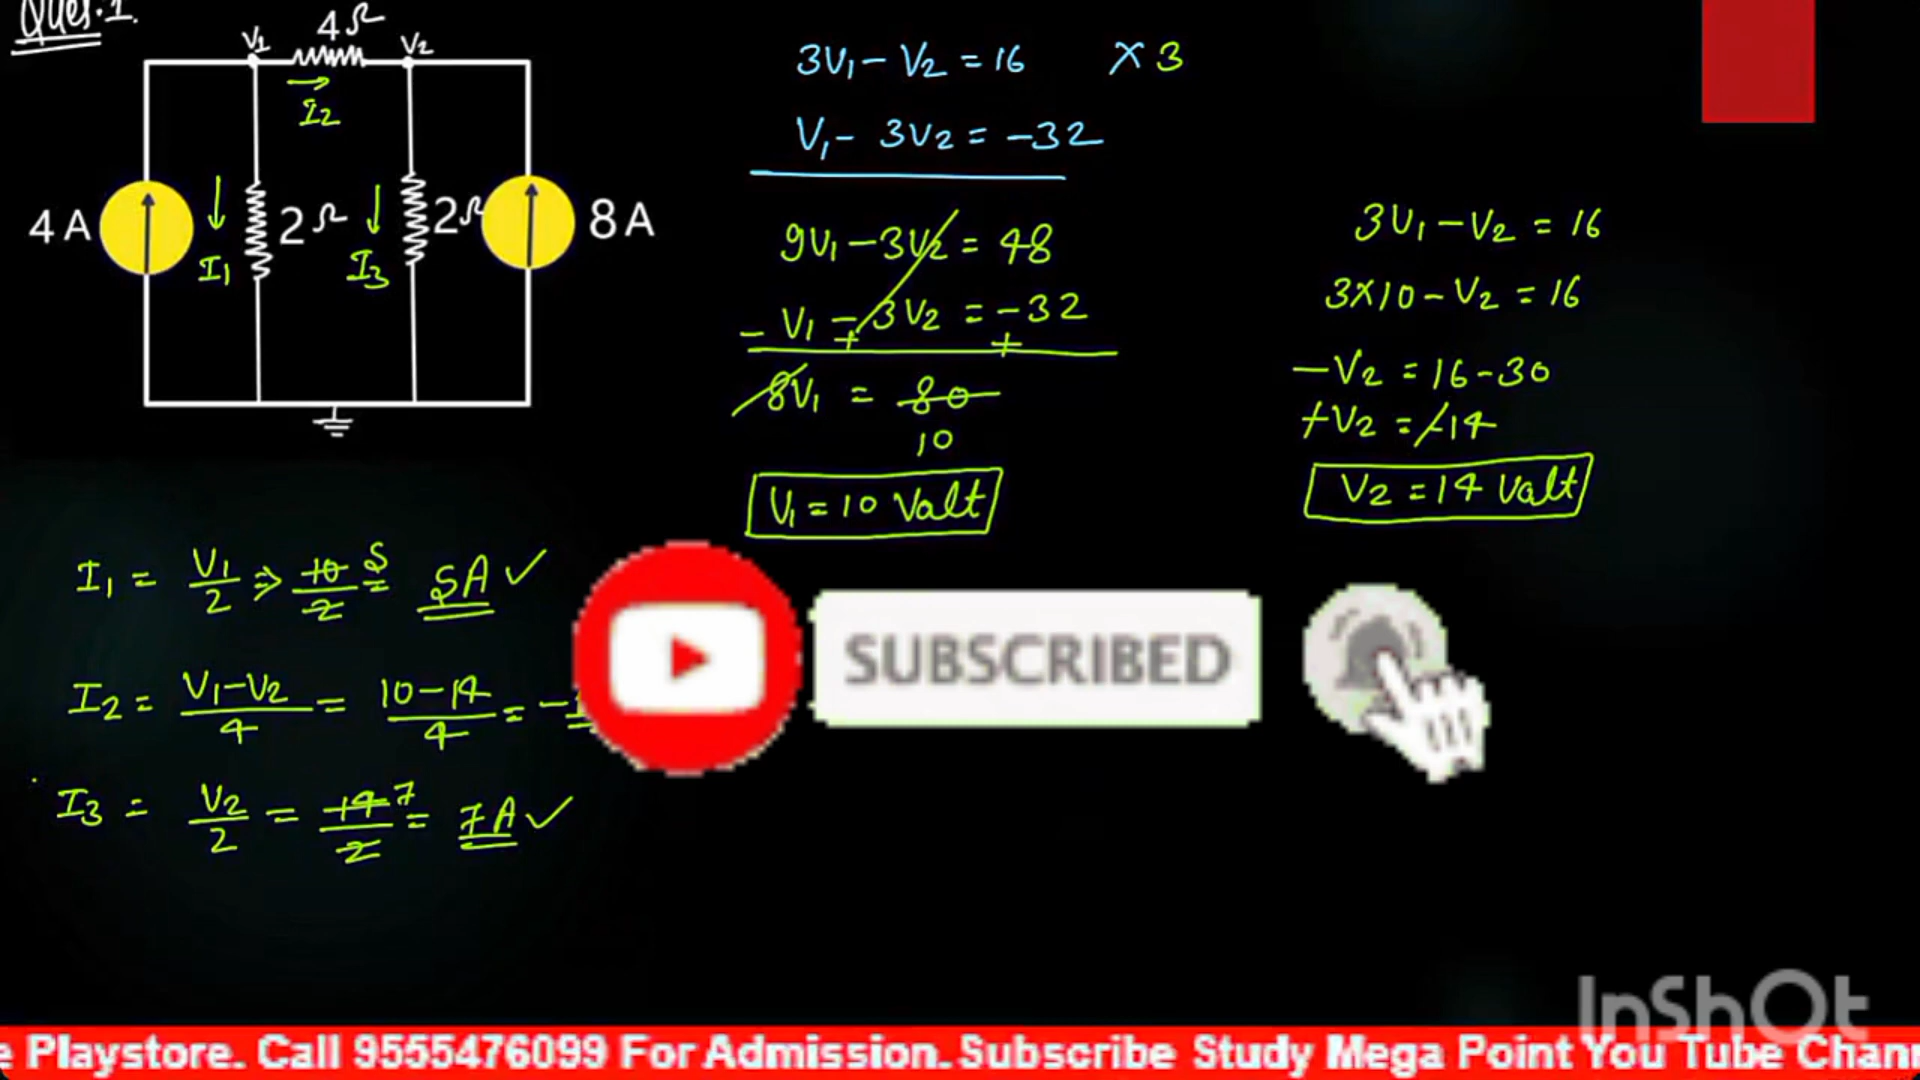 Ques.1.
V1 4Ω V2
I2
4A I1 2Ω I3 2Ω 8A
3V1 - V2 = 16 × 3
V1 - 3V2 = -32
9V1 - 3V2 = 48
- V1 - 3V2 = -32
+ +
8V1 = 80
10
V1 = 10 Valt
3V1 - V2 = 16
3×10 - V2 = 16
-V2 = 16-30
+V2 = -14
V2 = 14 Valt
I1 = V1/2 ⇒ 10/2 5 = 5A ✓
I2 = V1-V2/4 = 10-14/4 = -
I3 = V2/2 = 14/2 7 = 7A ✓
SUBSCRIBED
InShOt
e Playstore. Call 9555476099 For Admission. Subscribe Study Mega Point You Tube Chann